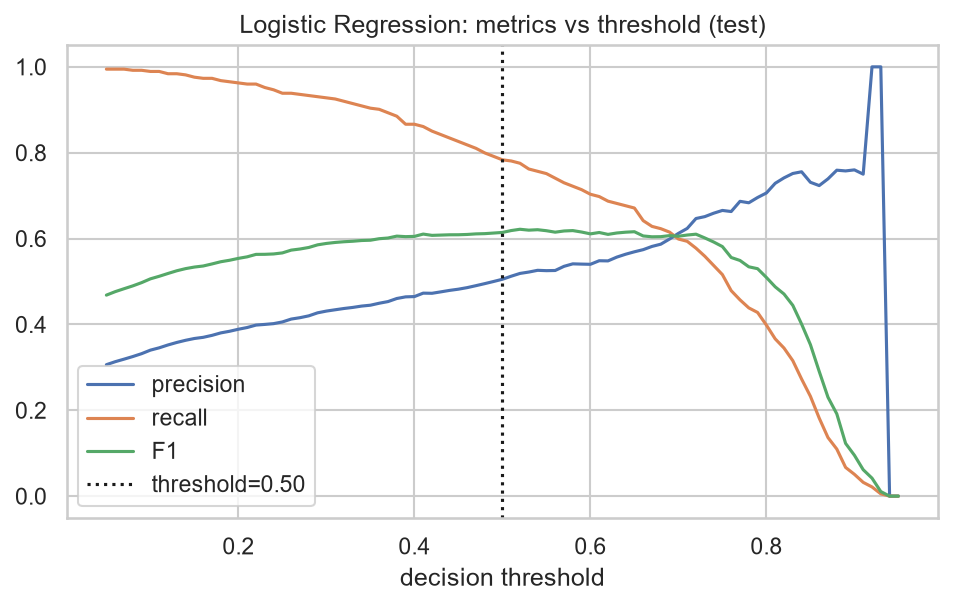 Logistic Regression: metrics vs threshold (test)
1.0
0.8
0.6
0.4
0.2
0.0
precision
recall
F1
threshold=0.50
0.2 0.4 0.6 0.8
decision threshold